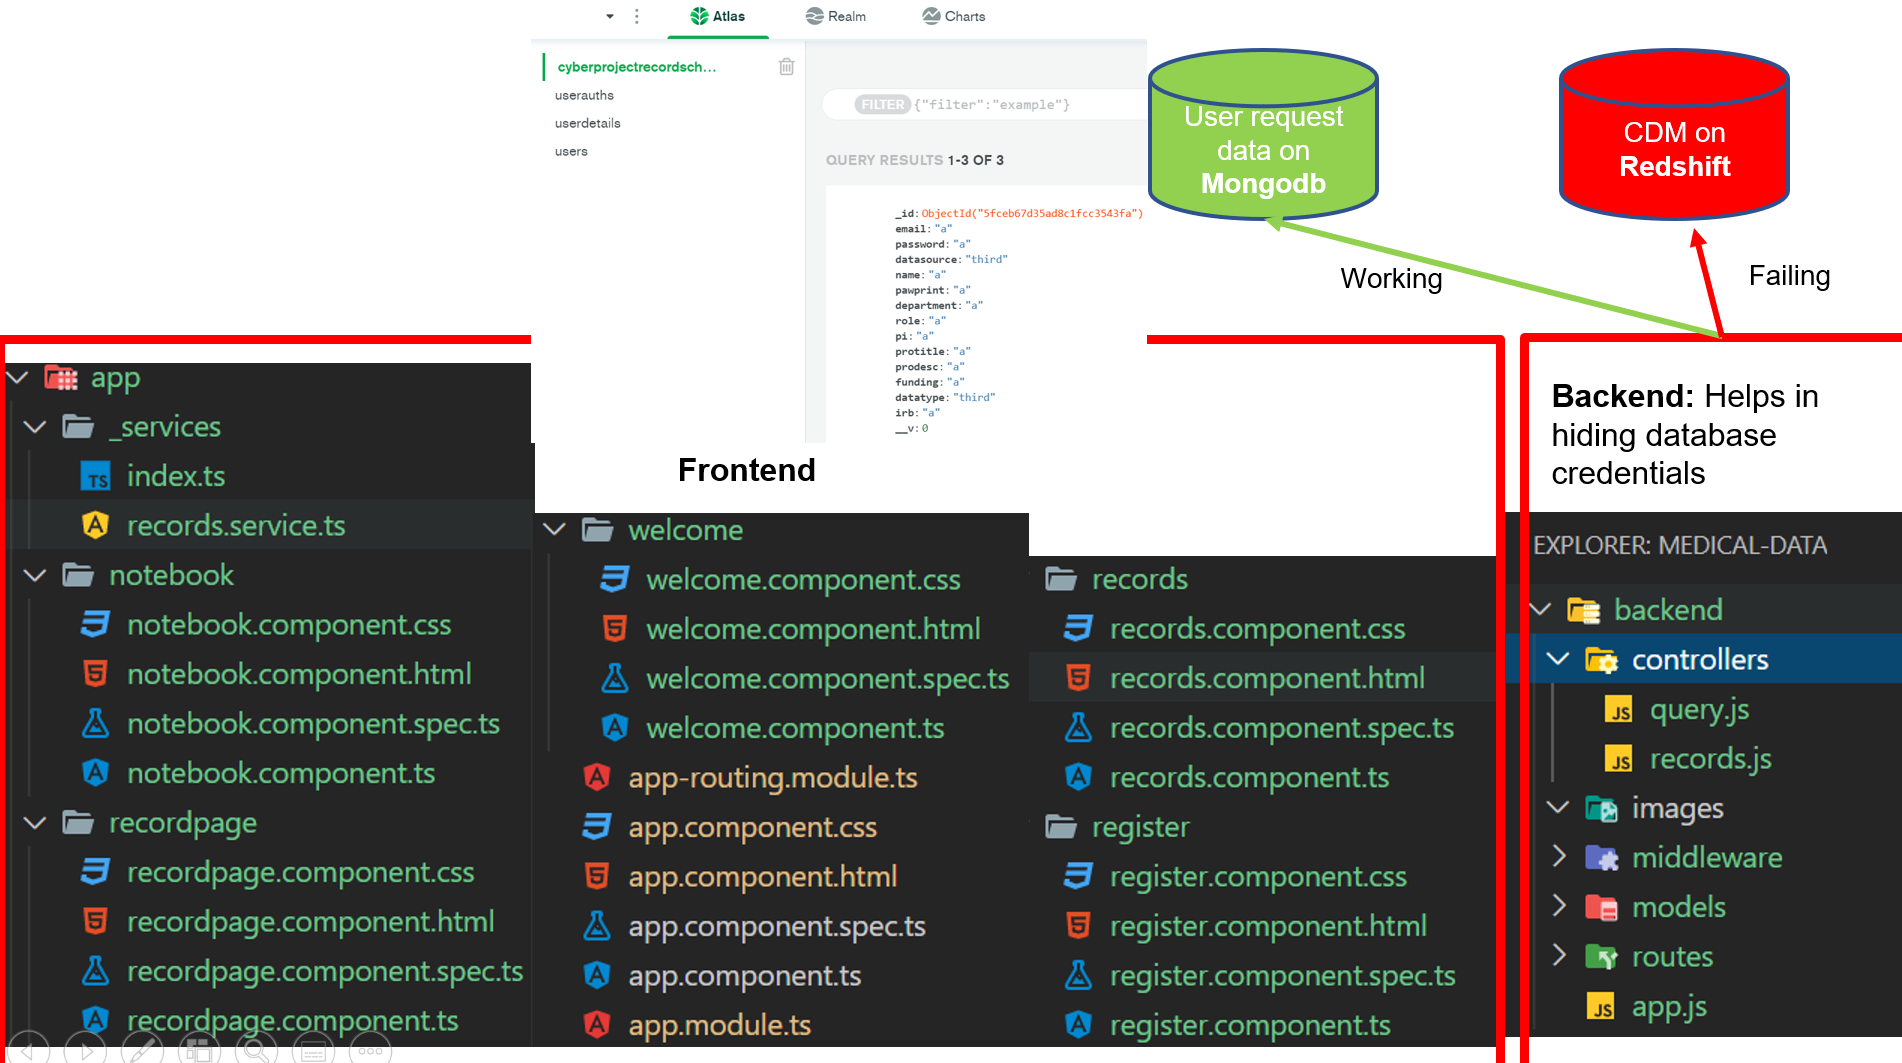 Atlas
Realm
Charts
cyberprojectrecordsch...
userauths
userdetails
users
FILTER {"filter":"example"}
QUERY RESULTS 1-3 OF 3
_id: ObjectId("5fceb67d35ad8c1fcc3543fa")
email: "a"
password: "a"
datasource: "third"
name: "a"
pawprint: "a"
department: "a"
role: "a"
pi: "a"
protitle: "a"
prodesc: "a"
funding: "a"
datatype: "third"
irb: "a"
__v: 0
User request
data on
Mongodb
CDM on
Redshift
Working
Failing
Frontend
app
_services
index.ts
records.service.ts
notebook
notebook.component.css
notebook.component.html
notebook.component.spec.ts
notebook.component.ts
recordpage
recordpage.component.css
recordpage.component.html
recordpage.component.spec.ts
recordpage.component.ts
welcome
welcome.component.css
welcome.component.html
welcome.component.spec.ts
welcome.component.ts
app-routing.module.ts
app.component.css
app.component.html
app.component.spec.ts
app.component.ts
app.module.ts
records
records.component.css
records.component.html
records.component.spec.ts
records.component.ts
register
register.component.css
register.component.html
register.component.spec.ts
register.component.ts
Backend: Helps in
hiding database
credentials
EXPLORER: MEDICAL-DATA
backend
controllers
query.js
records.js
images
middleware
models
routes
app.js